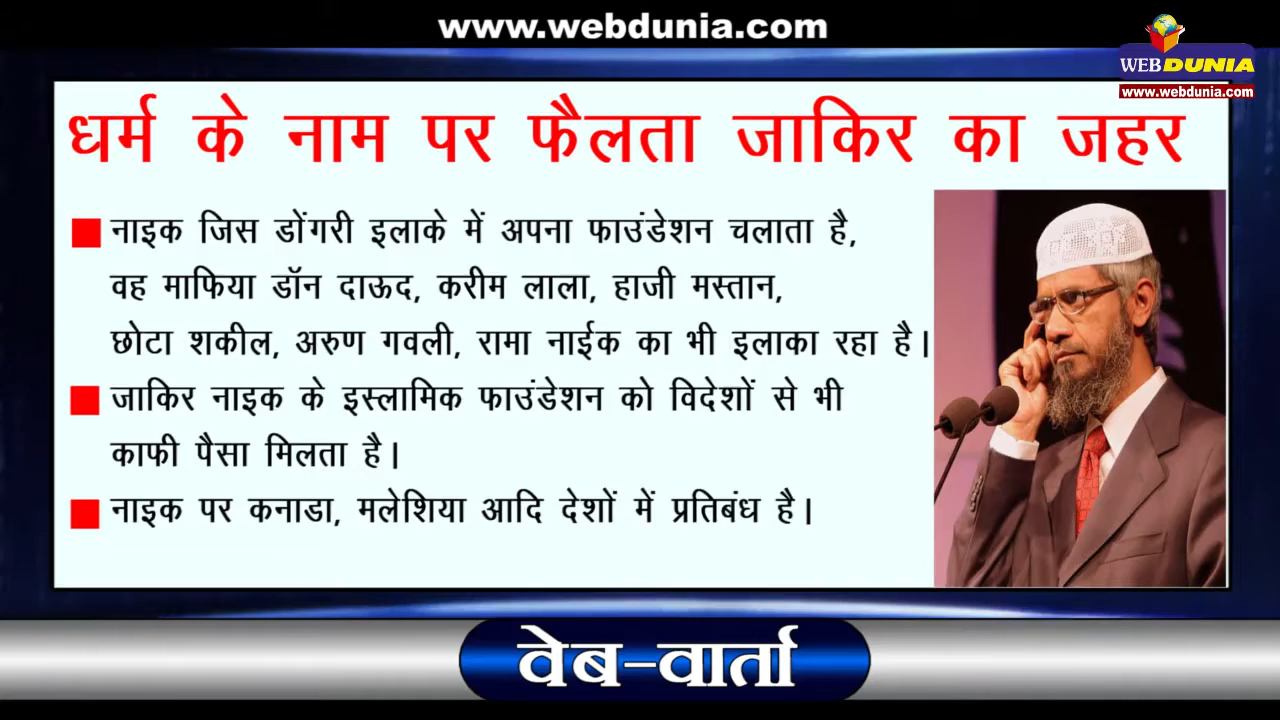 www.webdunia.com
WEBDUNIA
www.webdunia.com
धर्म के नाम पर फैलता जाकिर का जहर
नाइक जिस डोंगरी इलाके में अपना फाउंडेशन चलाता है,
वह माफिया डॉन दाऊद, करीम लाला, हाजी मस्तान,
छोटा शकील, अरुण गवली, रामा नाईक का भी इलाका रहा है।
जाकिर नाइक के इस्लामिक फाउंडेशन को विदेशों से भी
काफी पैसा मिलता है।
नाइक पर कनाडा, मलेशिया आदि देशों में प्रतिबंध है।
वेब-वार्ता